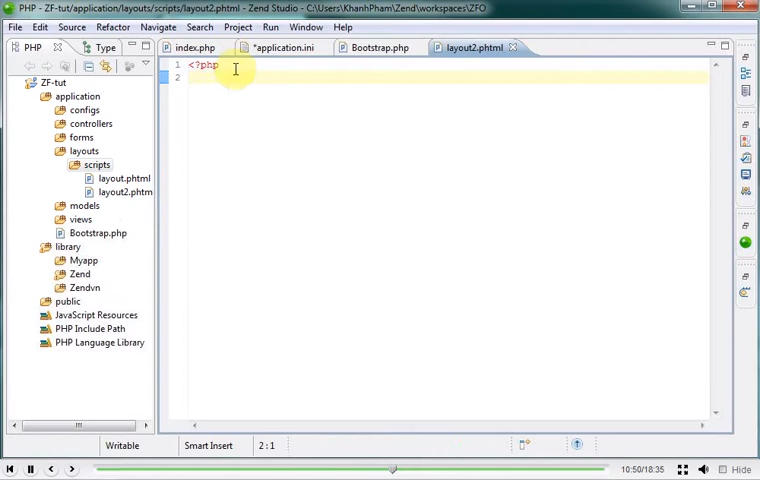 PHP - ZF-tut/application/layouts/scripts/layout2.phtml - Zend Studio - C:\Users\KhanhPham\Zend\workspaces\ZFO
File Edit Source Refactor Navigate Search Project Run Window Help
PHP Type
index.php *application.ini Bootstrap.php layout2.phtml
1 <?php
2
ZF-tut
application
configs
controllers
forms
layouts
scripts
layout.phtml
layout2.phtm
models
views
Bootstrap.php
library
Myapp
Zend
Zendvn
public
JavaScript Resources
PHP Include Path
PHP Language Library
Writable Smart Insert 2 : 1
10:50/18:35 Hide